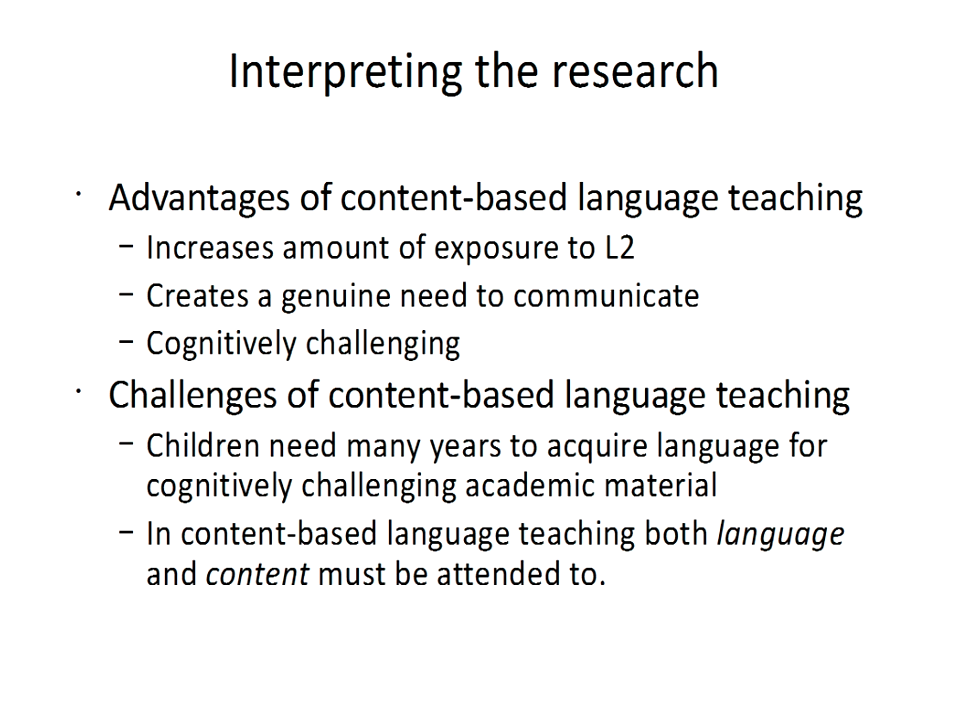 Interpreting the research
· Advantages of content-based language teaching
– Increases amount of exposure to L2
– Creates a genuine need to communicate
– Cognitively challenging
· Challenges of content-based language teaching
– Children need many years to acquire language for
cognitively challenging academic material
– In content-based language teaching both language
and content must be attended to.